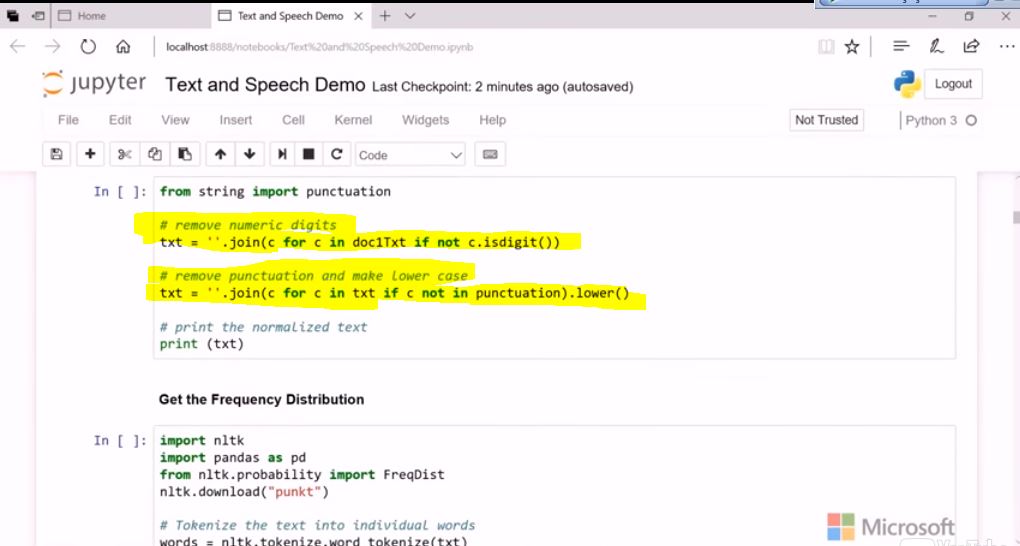 Home
Text and Speech Demo
localhost:8888/notebooks/Text%20and%20Speech%20Demo.ipynb
jupyter Text and Speech Demo Last Checkpoint: 2 minutes ago (autosaved)
Logout
File Edit View Insert Cell Kernel Widgets Help
Not Trusted
Python 3
Code
In [ ]: from string import punctuation
# remove numeric digits
txt = ''.join(c for c in doc1Txt if not c.isdigit())
# remove punctuation and make lower case
txt = ''.join(c for c in txt if c not in punctuation).lower()
# print the normalized text
print (txt)
Get the Frequency Distribution
In [ ]: import nltk
import pandas as pd
from nltk.probability import FreqDist
nltk.download("punkt")
# Tokenize the text into individual words
words = nltk.tokenize.word_tokenize(txt)
Microsoft